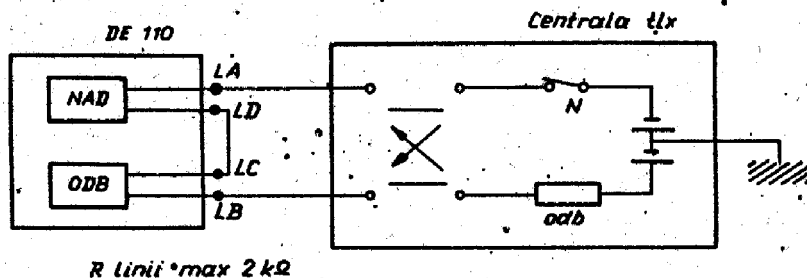 DE 110
Centrala tlx
NAD
LA
LD
N
ODB
LC
LB
odb
R linii max 2 kΩ